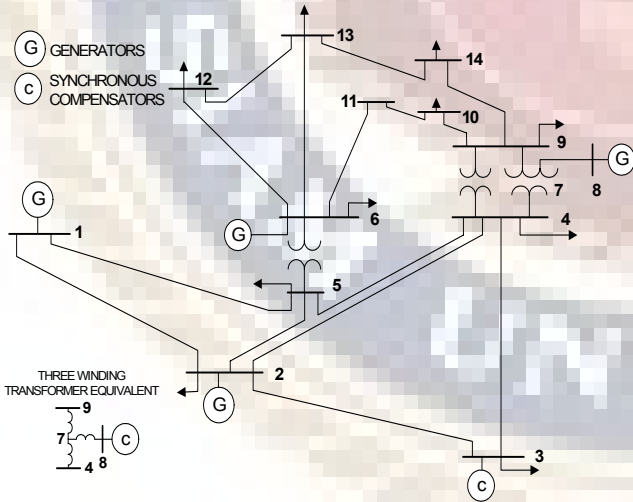 G GENERATORS
C SYNCHRONOUS
COMPENSATORS
13
14
12
11
10
9
G
7
8
G
4
G
6
1
5
2
G
THREE WINDING
TRANSFORMER EQUIVALENT
9
7
C
8
4
3
C